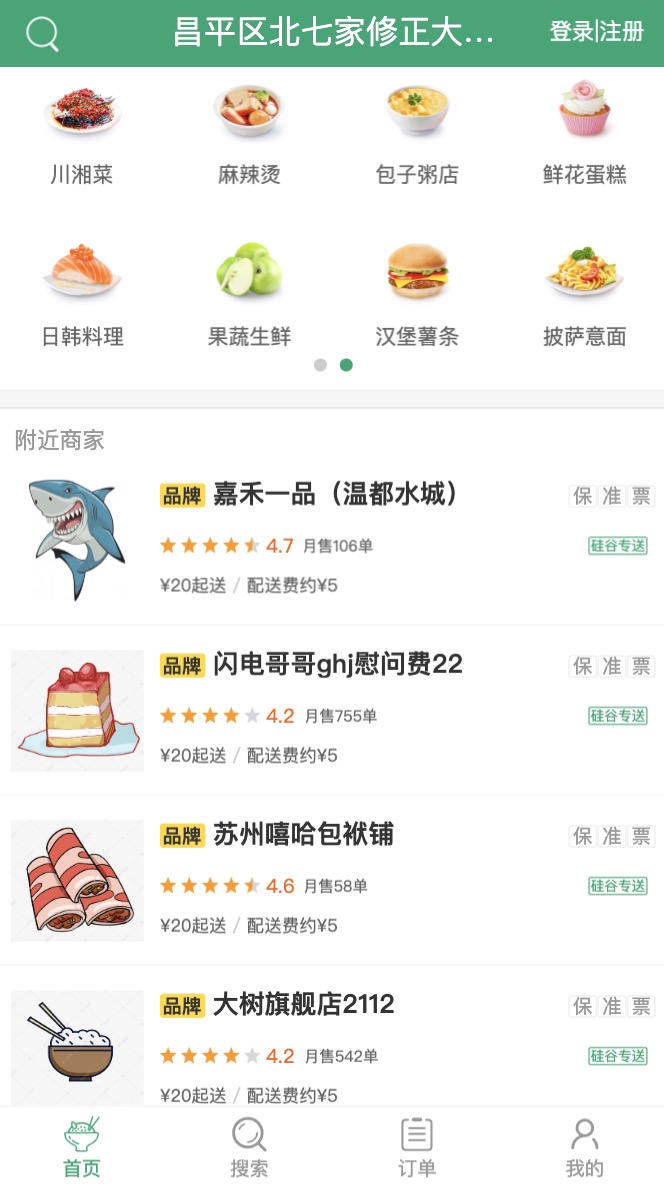 昌平区北七家修正大... 登录|注册
川湘菜 麻辣烫 包子粥店 鲜花蛋糕
日韩料理 果蔬生鲜 汉堡薯条 披萨意面
附近商家
品牌 嘉禾一品（温都水城） 保 准 票
4.7 月售106单 硅谷专送
¥20起送 / 配送费约¥5
品牌 闪电哥哥ghj慰问费22 保 准 票
4.2 月售755单 硅谷专送
¥20起送 / 配送费约¥5
品牌 苏州嘻哈包袱铺 保 准 票
4.6 月售58单 硅谷专送
¥20起送 / 配送费约¥5
品牌 大树旗舰店2112 保 准 票
4.2 月售542单 硅谷专送
¥20起送 / 配送费约¥5
首页 搜索 订单 我的